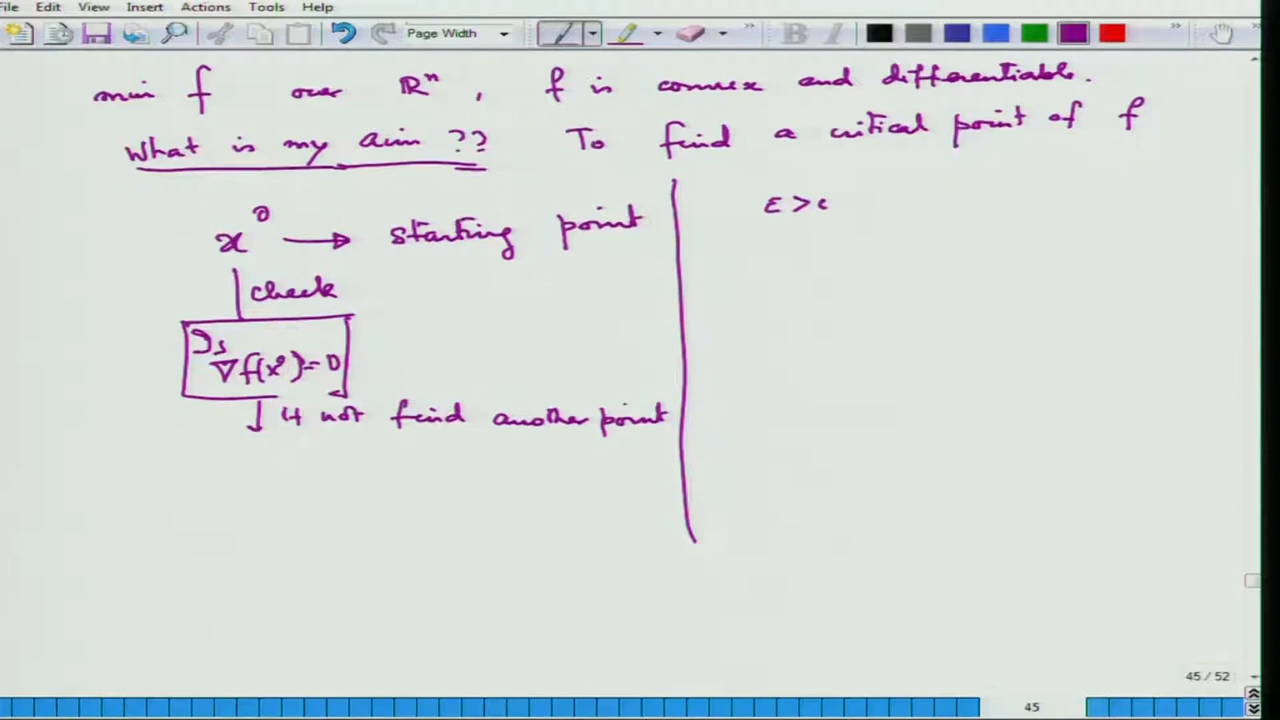 File Edit View Insert Actions Tools Help
Page Width
min f over ℝⁿ, f is convex and differentiable.
What is my aim ?? To find a critical point of f
x⁰ → starting point
ε >
check
Is
∇f(x⁰) = 0
↓ If not find another point
45 / 52
45